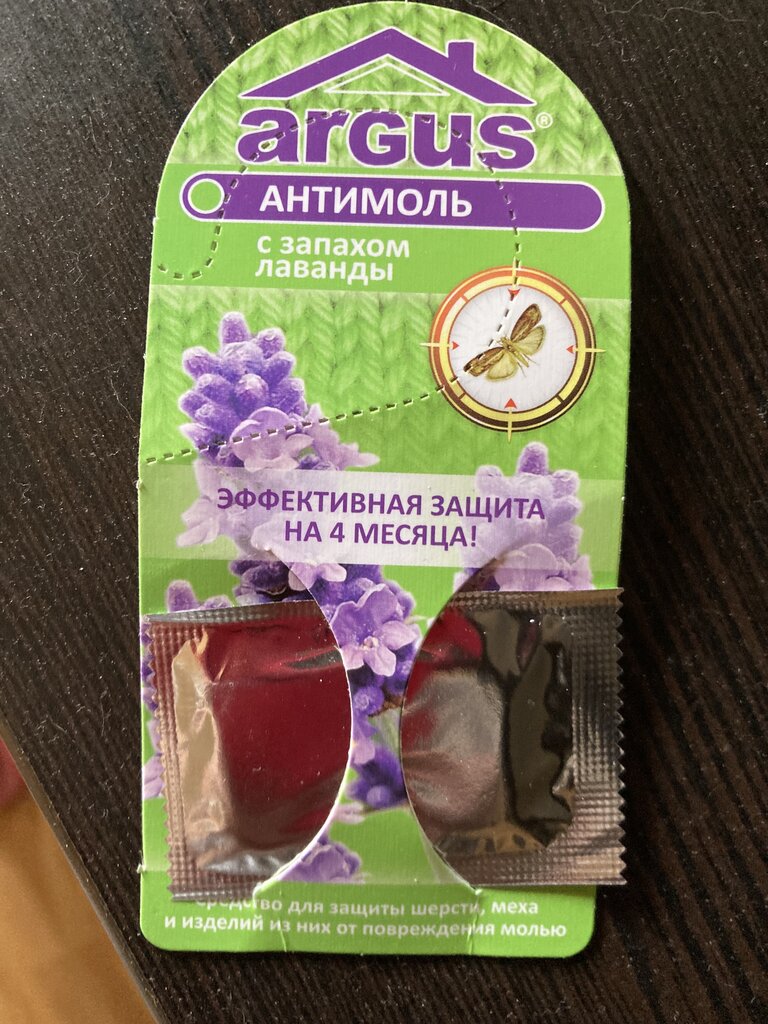 argus®
АНТИМОЛЬ
с запахом
лаванды
ЭФФЕКТИВНАЯ ЗАЩИТА
НА 4 МЕСЯЦА!
средство для защиты шерсти, меха
и изделий из них от повреждения молью